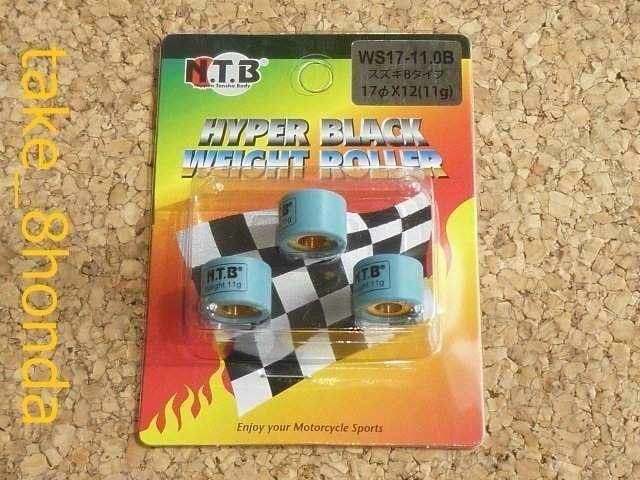 take_8honda
N.T.B®
Nippon Tansha Body
WS17-11.0B
スズキBタイプ
17φX12(11g)
HYPER BLACK
WEIGHT ROLLER
N.T.B®
Weight 11g
N.T.B®
Weight 11g
Enjoy your Motorcycle Sports